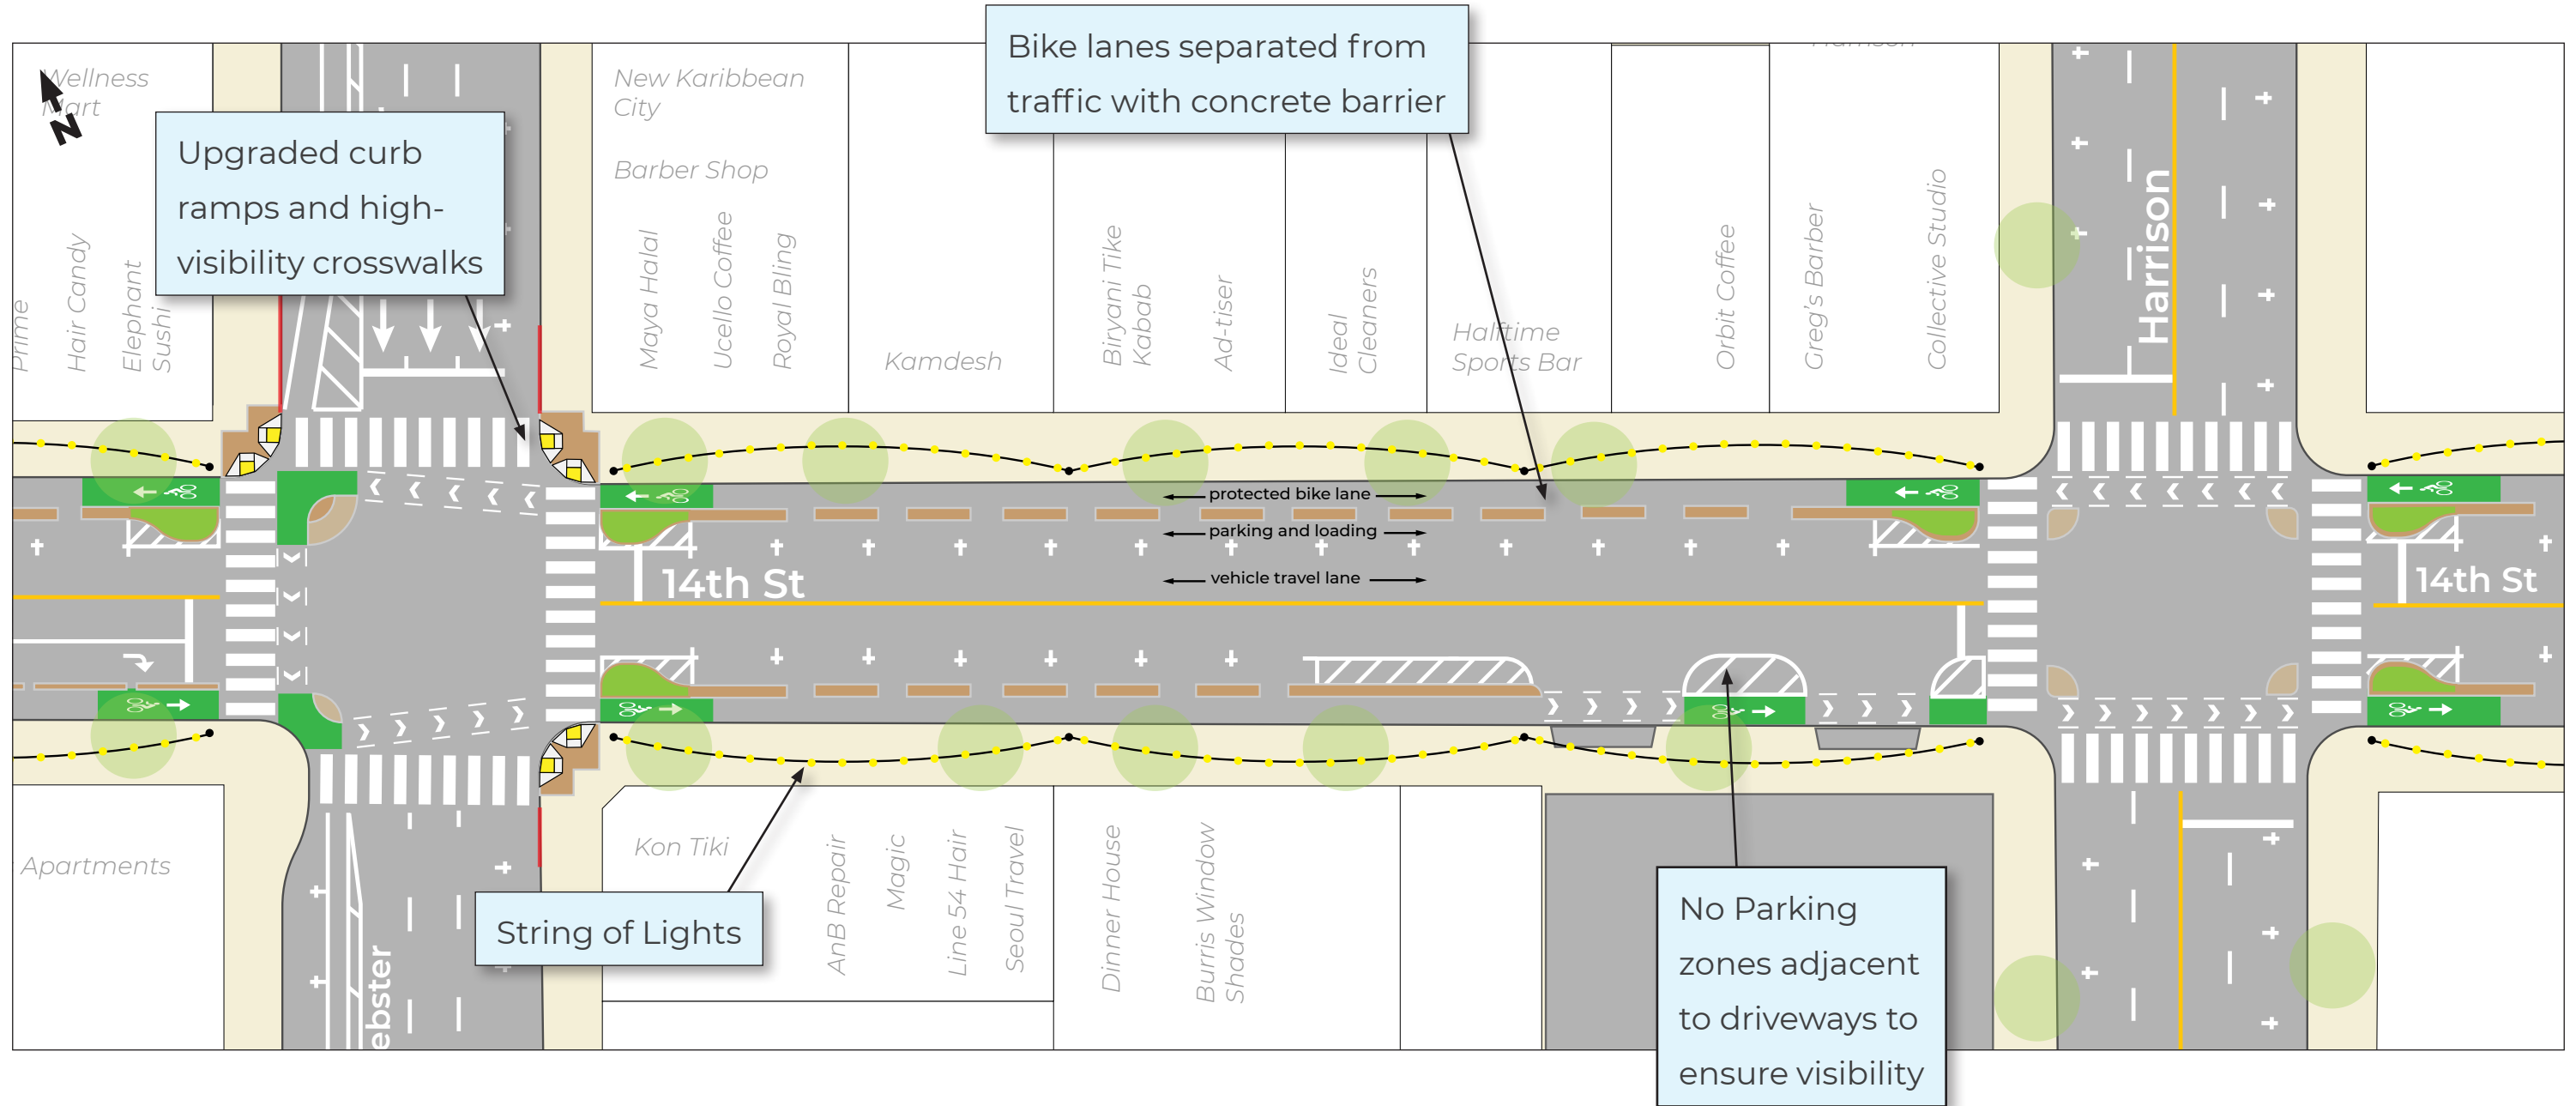 Bike lanes separated from
traffic with concrete barrier
Wellness
Mart
N
Upgraded curb
ramps and high-
visibility crosswalks
Prime
Hair Candy
Elephant
Sushi
New Karibbean
City
Barber Shop
Maya Halal
Ucello Coffee
Royal Bling
Kamdesh
Biryani Tike
Kabab
Ad-tiser
Ideal
Cleaners
Halftime
Sports Bar
Orbit Coffee
Greg's Barber
Collective Studio
Harrison
protected bike lane
parking and loading
vehicle travel lane
14th St
14th St
Apartments
ebster
Kon Tiki
AnB Repair
Magic
Line 54 Hair
Seoul Travel
Dinner House
Burris Window
Shades
String of Lights
No Parking
zones adjacent
to driveways to
ensure visibility